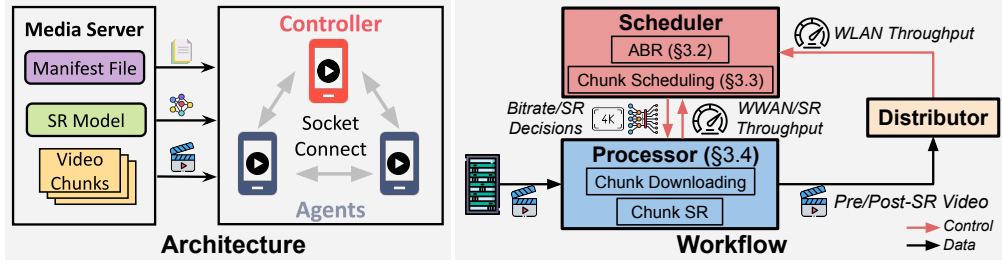 Media Server
Manifest File
SR Model
Video
Chunks
Controller
Socket
Connect
Agents
Architecture
Scheduler
ABR (§3.2)
Chunk Scheduling (§3.3)
WLAN Throughput
Bitrate/SR
Decisions
4K
WWAN/SR
Throughput
Distributor
Processor (§3.4)
Chunk Downloading
Chunk SR
Pre/Post-SR Video
Control
Data
Workflow